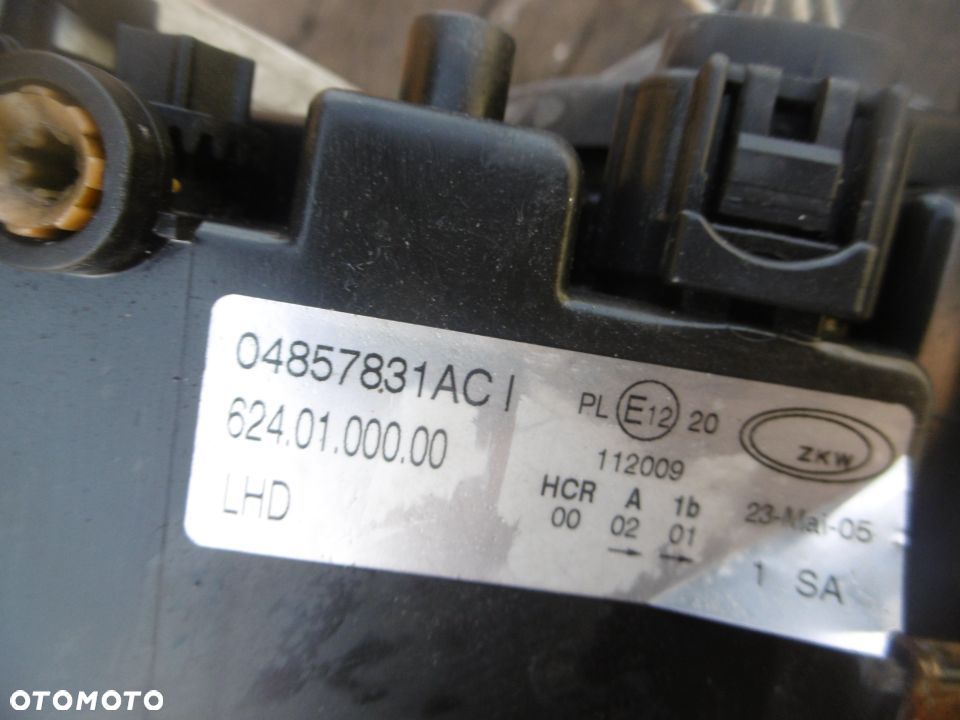 04857831AC I
624.01.000.00
LHD
PL E12 20
112009
HCR A 1b
00 02 01
ZKW
23-Mai-05
1 SA
OTOMOTO